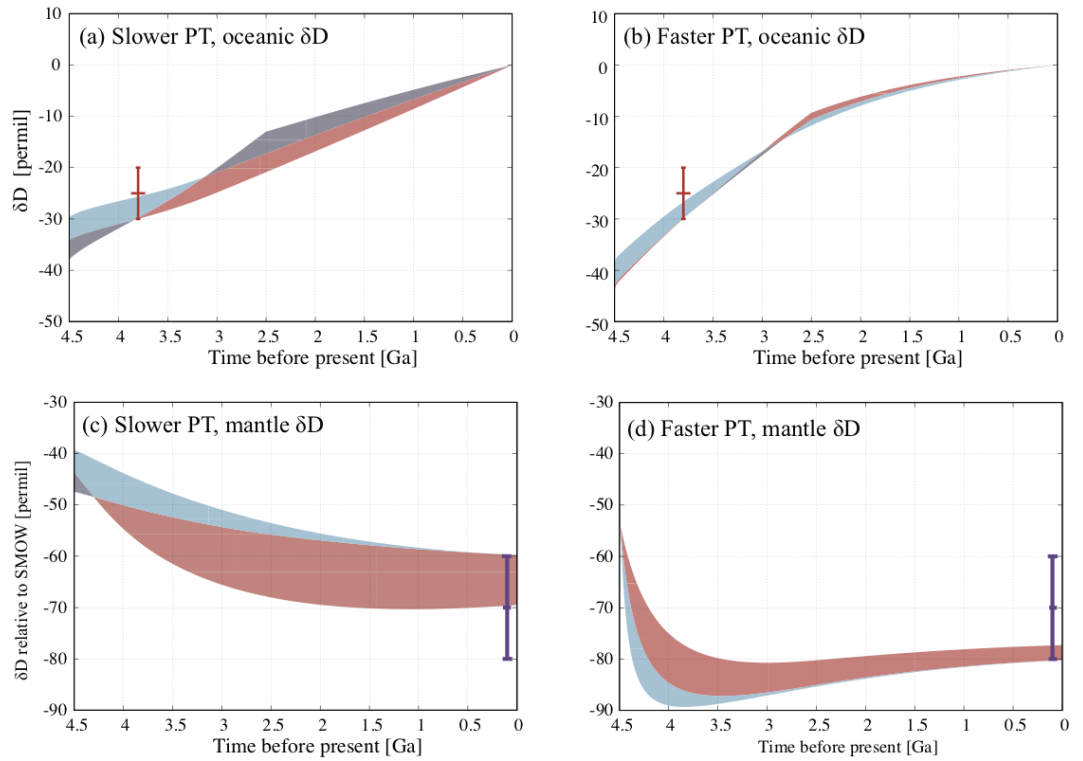 (a) Slower PT, oceanic δD
10
0
-10
-20
-30
-40
-50
δD [permil]
4.5 4 3.5 3 2.5 2 1.5 1 0.5 0
Time before present [Ga]
(b) Faster PT, oceanic δD
10
0
-10
-20
-30
-40
-50
4.5 4 3.5 3 2.5 2 1.5 1 0.5 0
Time before present [Ga]
(c) Slower PT, mantle δD
-30
-40
-50
-60
-70
-80
-90
δD relative to SMOW [permil]
4.5 4 3.5 3 2.5 2 1.5 1 0.5 0
Time before present [Ga]
(d) Faster PT, mantle δD
-30
-40
-50
-60
-70
-80
-90
4.5 4 3.5 3 2.5 2 1.5 1 0.5 0
Time before present [Ga]